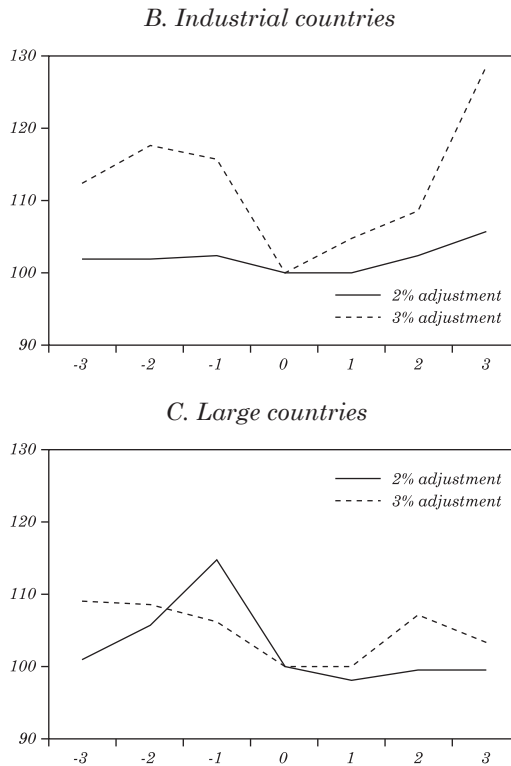 B. Industrial countries
130
120
110
100
90
2% adjustment
3% adjustment
-3 -2 -1 0 1 2 3
C. Large countries
130
120
110
100
90
2% adjustment
3% adjustment
-3 -2 -1 0 1 2 3